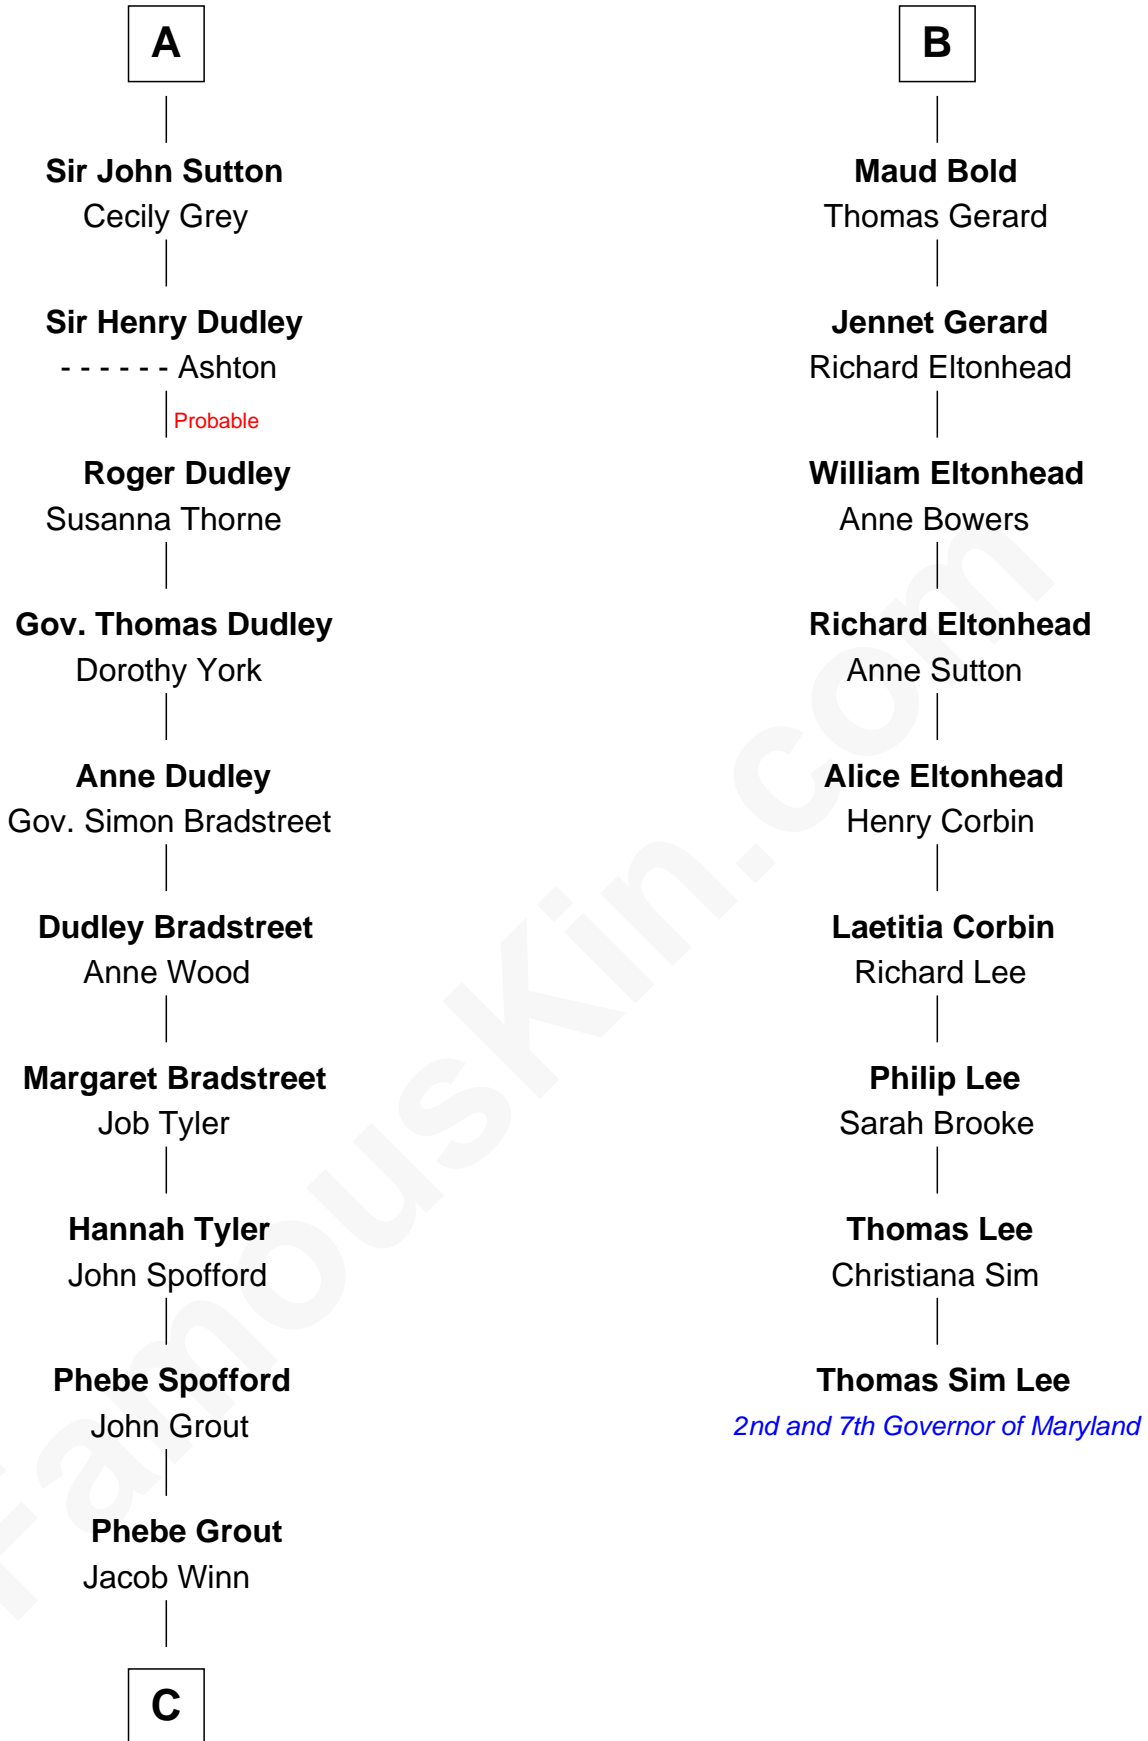 A
Sir John Sutton
Cecily Grey
Sir Henry Dudley
- - - - - - Ashton
Probable
Roger Dudley
Susanna Thorne
Gov. Thomas Dudley
Dorothy York
Anne Dudley
Gov. Simon Bradstreet
Dudley Bradstreet
Anne Wood
Margaret Bradstreet
Job Tyler
Hannah Tyler
John Spofford
Phebe Spofford
John Grout
Phebe Grout
Jacob Winn
C
B
Maud Bold
Thomas Gerard
Jennet Gerard
Richard Eltonhead
William Eltonhead
Anne Bowers
Richard Eltonhead
Anne Sutton
Alice Eltonhead
Henry Corbin
Laetitia Corbin
Richard Lee
Philip Lee
Sarah Brooke
Thomas Lee
Christiana Sim
Thomas Sim Lee
2nd and 7th Governor of Maryland
FamousKin.com